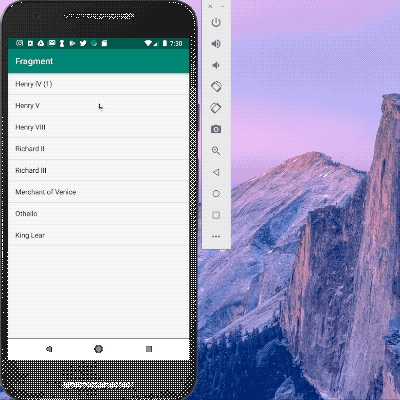 7:30
Fragment
Henry IV (1)
Henry V
Henry VIII
Richard II
Richard III
Merchant of Venice
Othello
King Lear